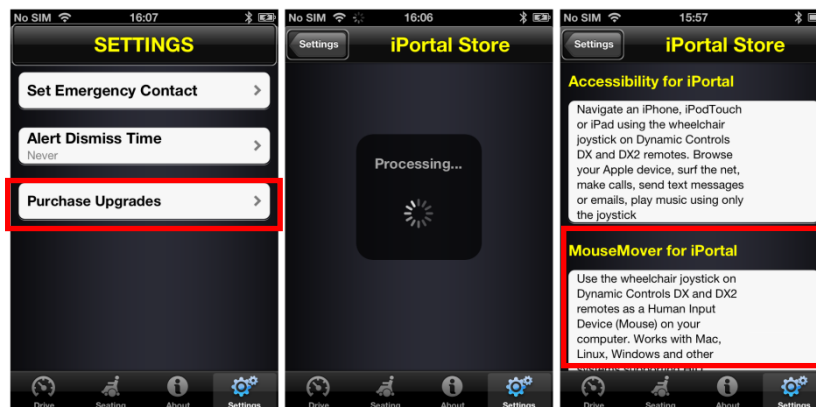 No SIM 16:07
SETTINGS
Set Emergency Contact
Alert Dismiss Time
Never
Purchase Upgrades
Drive Seating About Settings
No SIM 16:06
Settings iPortal Store
Processing...
Drive Seating About Settings
No SIM 15:57
Settings iPortal Store
Accessibility for iPortal
Navigate an iPhone, iPodTouch
or iPad using the wheelchair
joystick on Dynamic Controls
DX and DX2 remotes. Browse
your Apple device, surf the net,
make calls, send text messages
or emails, play music using only
the joystick
MouseMover for iPortal
Use the wheelchair joystick on
Dynamic Controls DX and DX2
remotes as a Human Input
Device (Mouse) on your
computer. Works with Mac,
Linux, Windows and other
systems supporting HID
Drive Seating About Settings